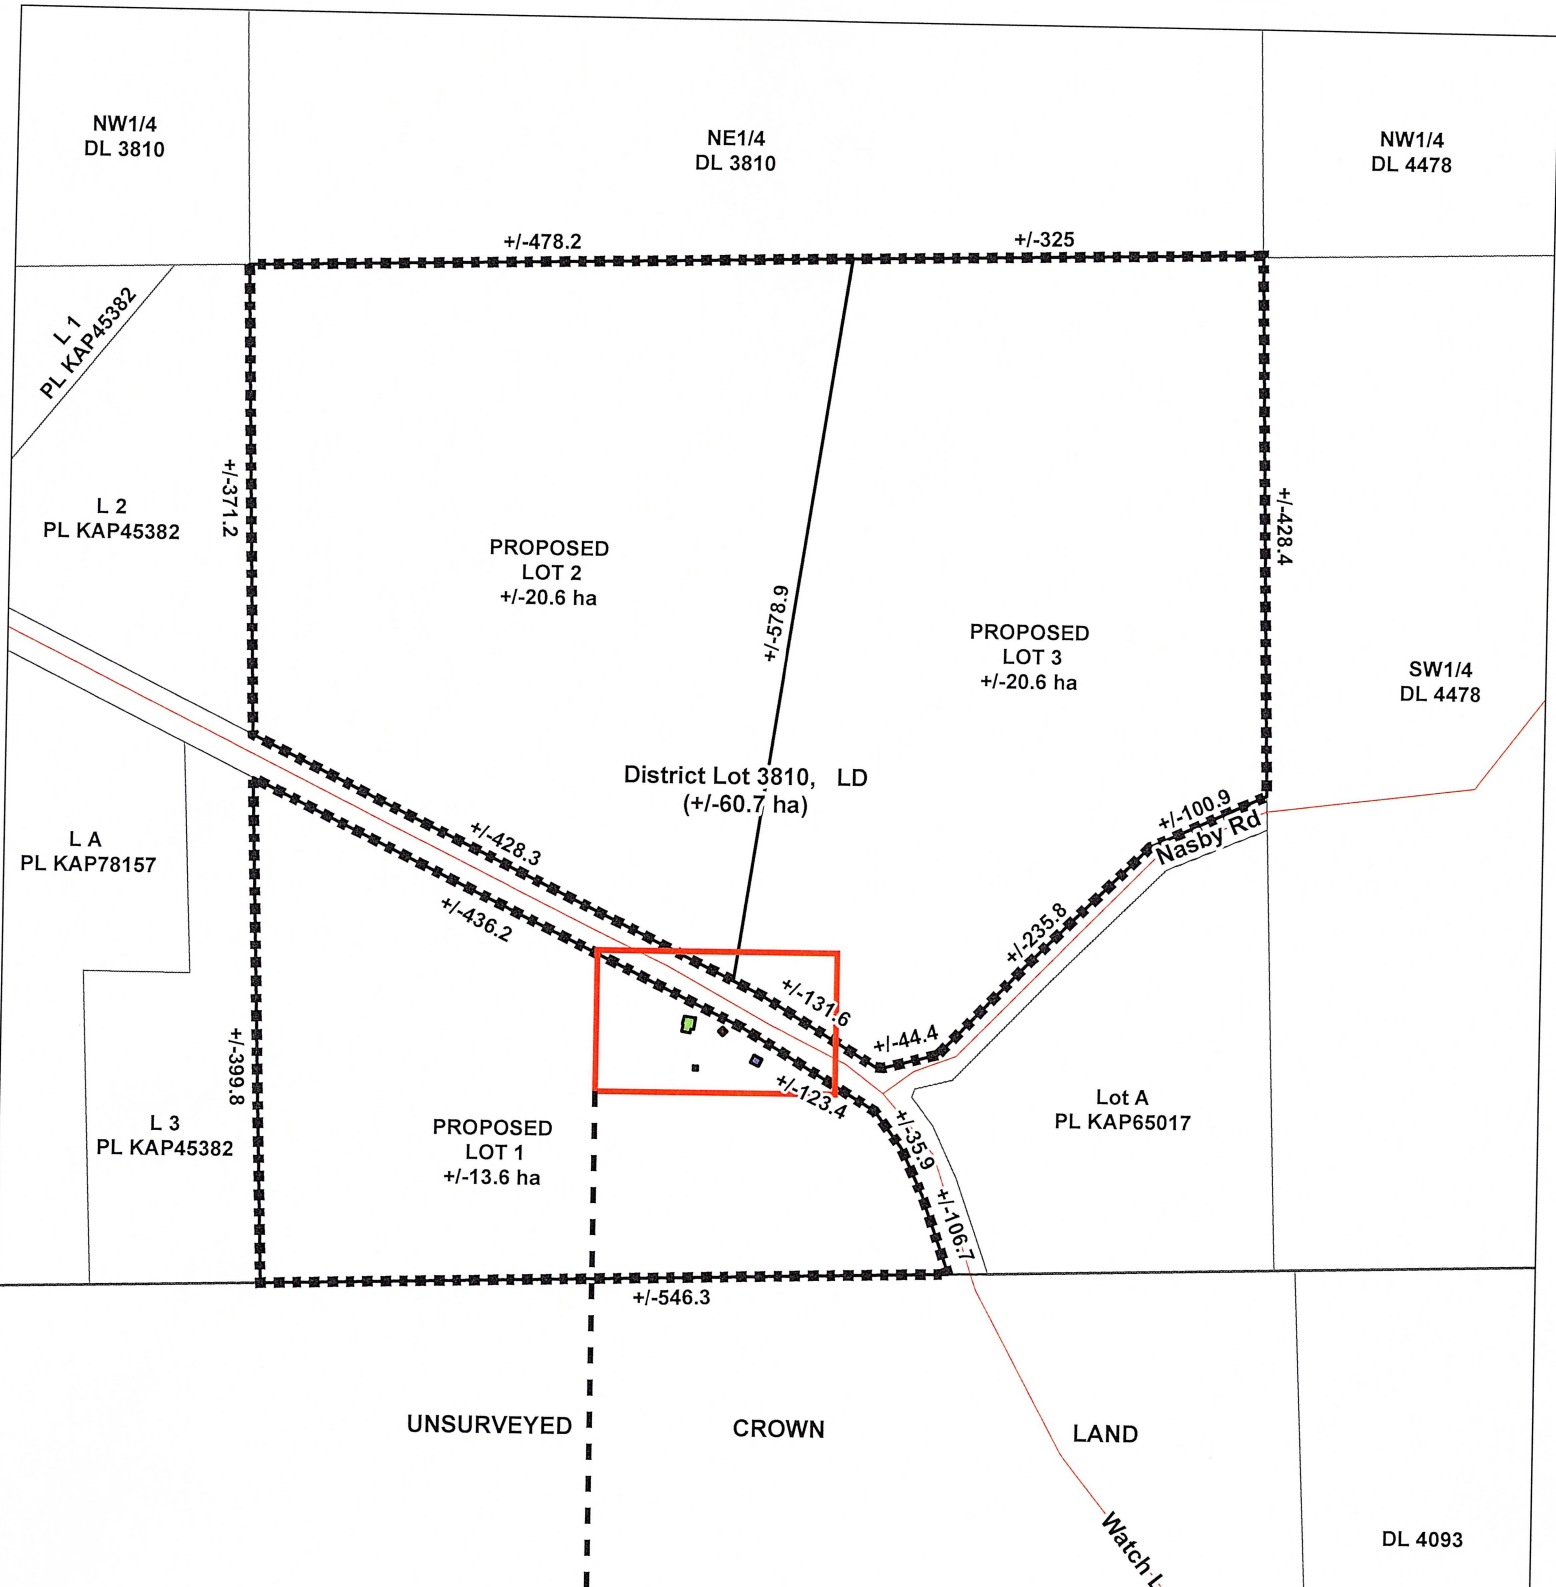 NW1/4
DL 3810
NE1/4
DL 3810
NW1/4
DL 4478
+/-478.2
+/-325
L 1
PL KAP45382
+/-371.2
L 2
PL KAP45382
+/-428.4
PROPOSED
LOT 2
+/-20.6 ha
+/-578.9
PROPOSED
LOT 3
+/-20.6 ha
SW1/4
DL 4478
District Lot 3810, LD
(+/-60.7 ha)
+/-100.9
Nasby Rd
L A
PL KAP78157
+/-428.3
+/-436.2
+/-235.8
+/-131.6
+/-44.4
+/-399.8
+/-123.4
L 3
PL KAP45382
PROPOSED
LOT 1
+/-13.6 ha
+/-35.9
Lot A
PL KAP65017
+/-106.7
+/-546.3
UNSURVEYED CROWN LAND
Watch L
DL 4093